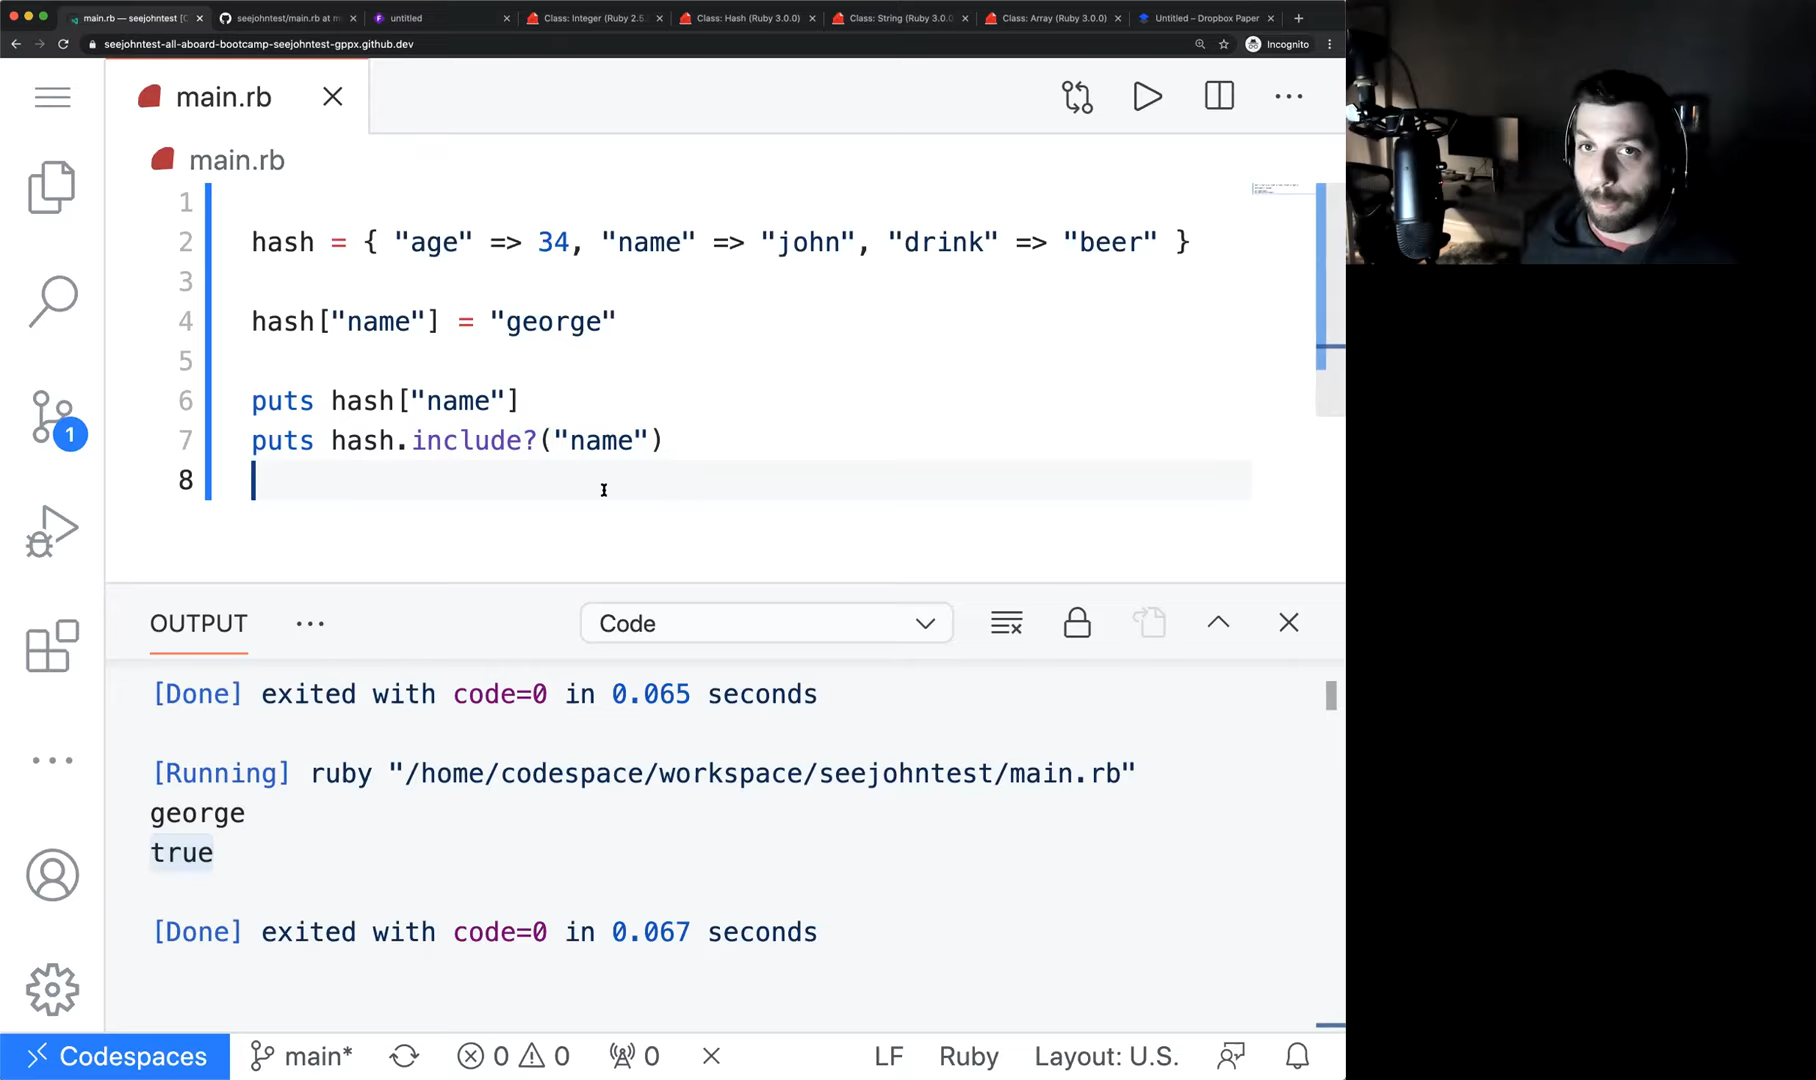 main.rb — seejohntest [C
seejohntest/main.rb at m
untitled
Class: Integer (Ruby 2.5.
Class: Hash (Ruby 3.0.0)
Class: String (Ruby 3.0.0
Class: Array (Ruby 3.0.0)
Untitled – Dropbox Paper
seejohntest-all-aboard-bootcamp-seejohntest-gppx.github.dev
Incognito
main.rb
main.rb
1
2 hash = { "age" => 34, "name" => "john", "drink" => "beer" }
3
4 hash["name"] = "george"
5
6 puts hash["name"]
7 puts hash.include?("name")
8
1
OUTPUT
Code
[Done] exited with code=0 in 0.065 seconds
[Running] ruby "/home/codespace/workspace/seejohntest/main.rb"
george
true
[Done] exited with code=0 in 0.067 seconds
Codespaces main* 0 0 0 LF Ruby Layout: U.S.